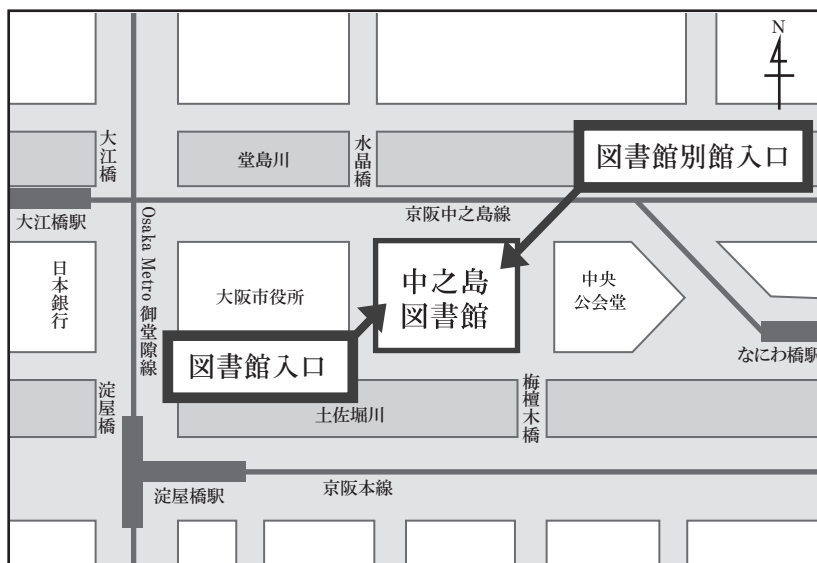 N
大江橋
堂島川
水晶橋
図書館別館入口
京阪中之島線
大江橋駅
Osaka Metro 御堂隙線
日本銀行
大阪市役所
中之島
図書館
中央
公会堂
なにわ橋駅
図書館入口
淀屋橋
土佐堀川
栴檀木橋
淀屋橋駅
京阪本線